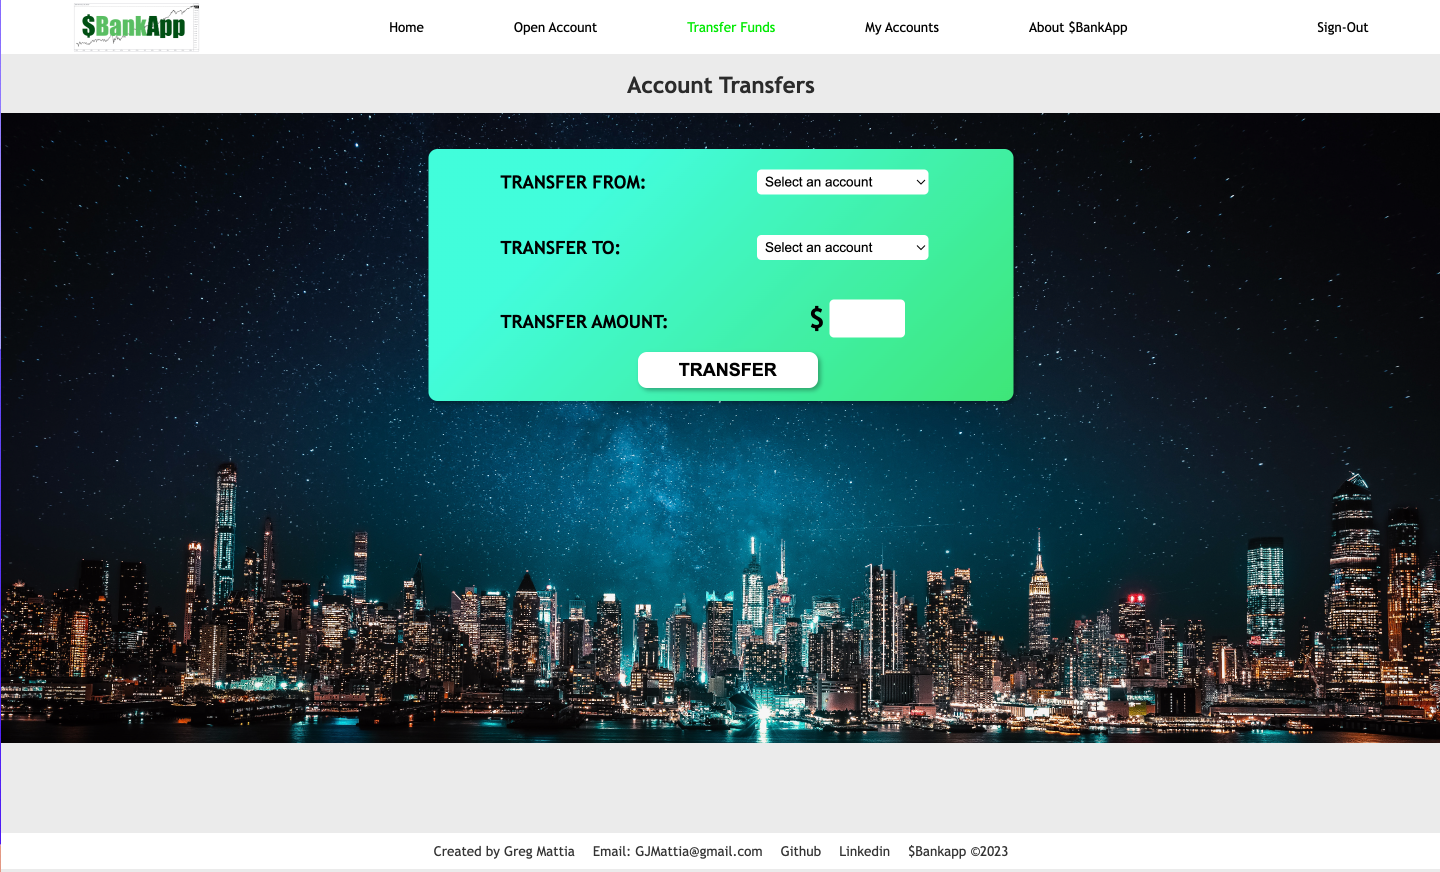 $BankApp
Home
Open Account
Transfer Funds
My Accounts
About $BankApp
Sign-Out
Account Transfers
TRANSFER FROM:
Select an account
TRANSFER TO:
Select an account
TRANSFER AMOUNT:
$
TRANSFER
Created by Greg Mattia
Email: GJMattia@gmail.com
Github
Linkedin
$Bankapp ©2023